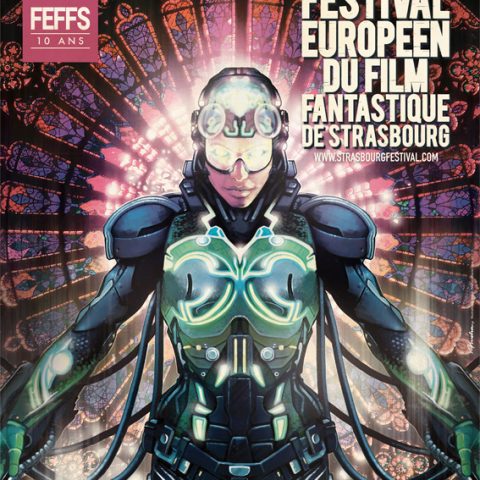 FEFFS
10 ANS
FESTIVAL
EUROPEEN
DU FILM
FANTASTIQUE
DE STRASBOURG
WWW.STRASBOURGFESTIVAL.COM